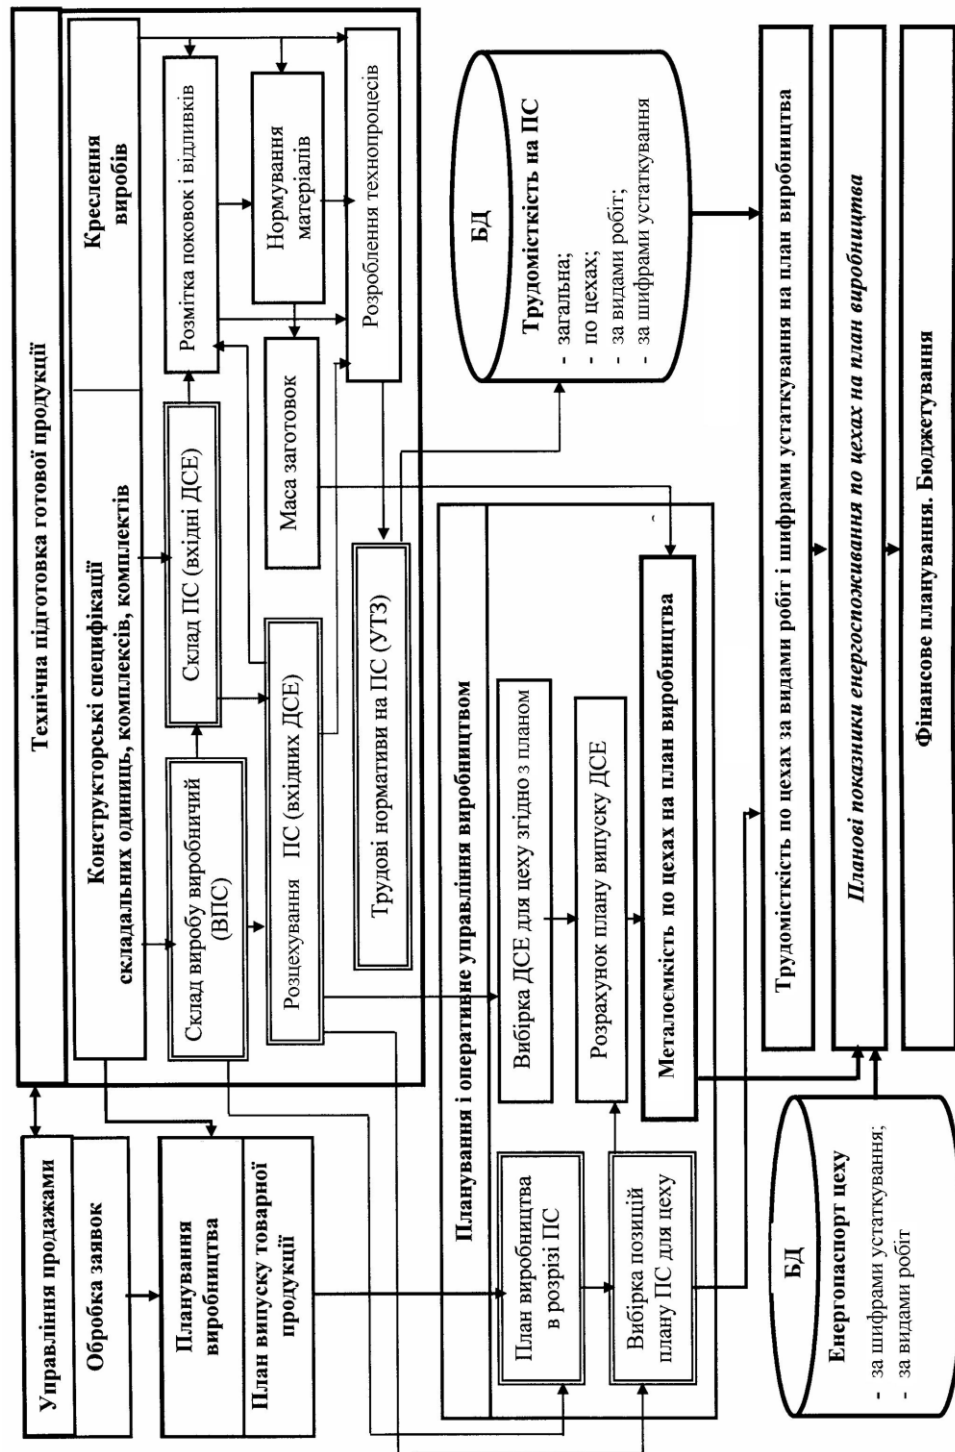 Технічна підготовка готової продукції
Конструкторські специфікації
складальних одиниць, комплексів, комплектів
Креслення
виробів
Склад виробу виробничий
(ВПС)
Склад ПС (вхідні ДСЕ)
Розмітка поковок і відливків
Розцехування ПС (вхідних ДСЕ)
Маса заготовок
Нормування
матеріалів
Трудові нормативи на ПС (УТЗ)
Розроблення технопроцесів
Управління продажами
Обробка заявок
Планування
виробництва
План випуску товарної
продукції
Планування і оперативне управління виробництвом
План виробництва
в розрізі ПС
Вибірка ДСЕ для цеху згідно з планом
Вибірка позицій
плану ПС для цеху
Розрахунок плану випуску ДСЕ
Металоємкість по цехах на план виробництва
БД
Трудомісткість на ПС
- загальна;
- по цехах;
- за видами робіт;
- за шифрами устаткування
БД
Енергопаспорт цеху
- за шифрами устаткування;
- за видами робіт
Трудомісткість по цехах за видами робіт і шифрами устаткування на план виробництва
Планові показники енергоспоживання по цехах на план виробництва
Фінансове планування. Бюджетування